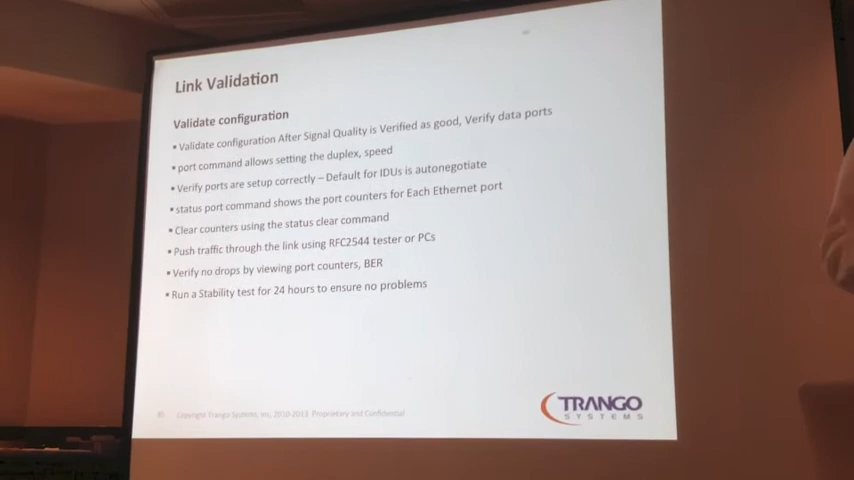 Link Validation
Validate configuration
▪ Validate configuration After Signal Quality is Verified as good, Verify data ports
▪ port command allows setting the duplex, speed
▪ Verify ports are setup correctly – Default for IDUs is autonegotiate
▪ status port command shows the port counters for Each Ethernet port
▪ Clear counters using the status clear command
▪ Push traffic through the link using RFC2544 tester or PCs
▪ Verify no drops by viewing port counters, BER
▪ Run a Stability test for 24 hours to ensure no problems
Copyright Trango Systems, Inc, 2010-2013 Proprietary and Confidential
TRANGO
SYSTEMS